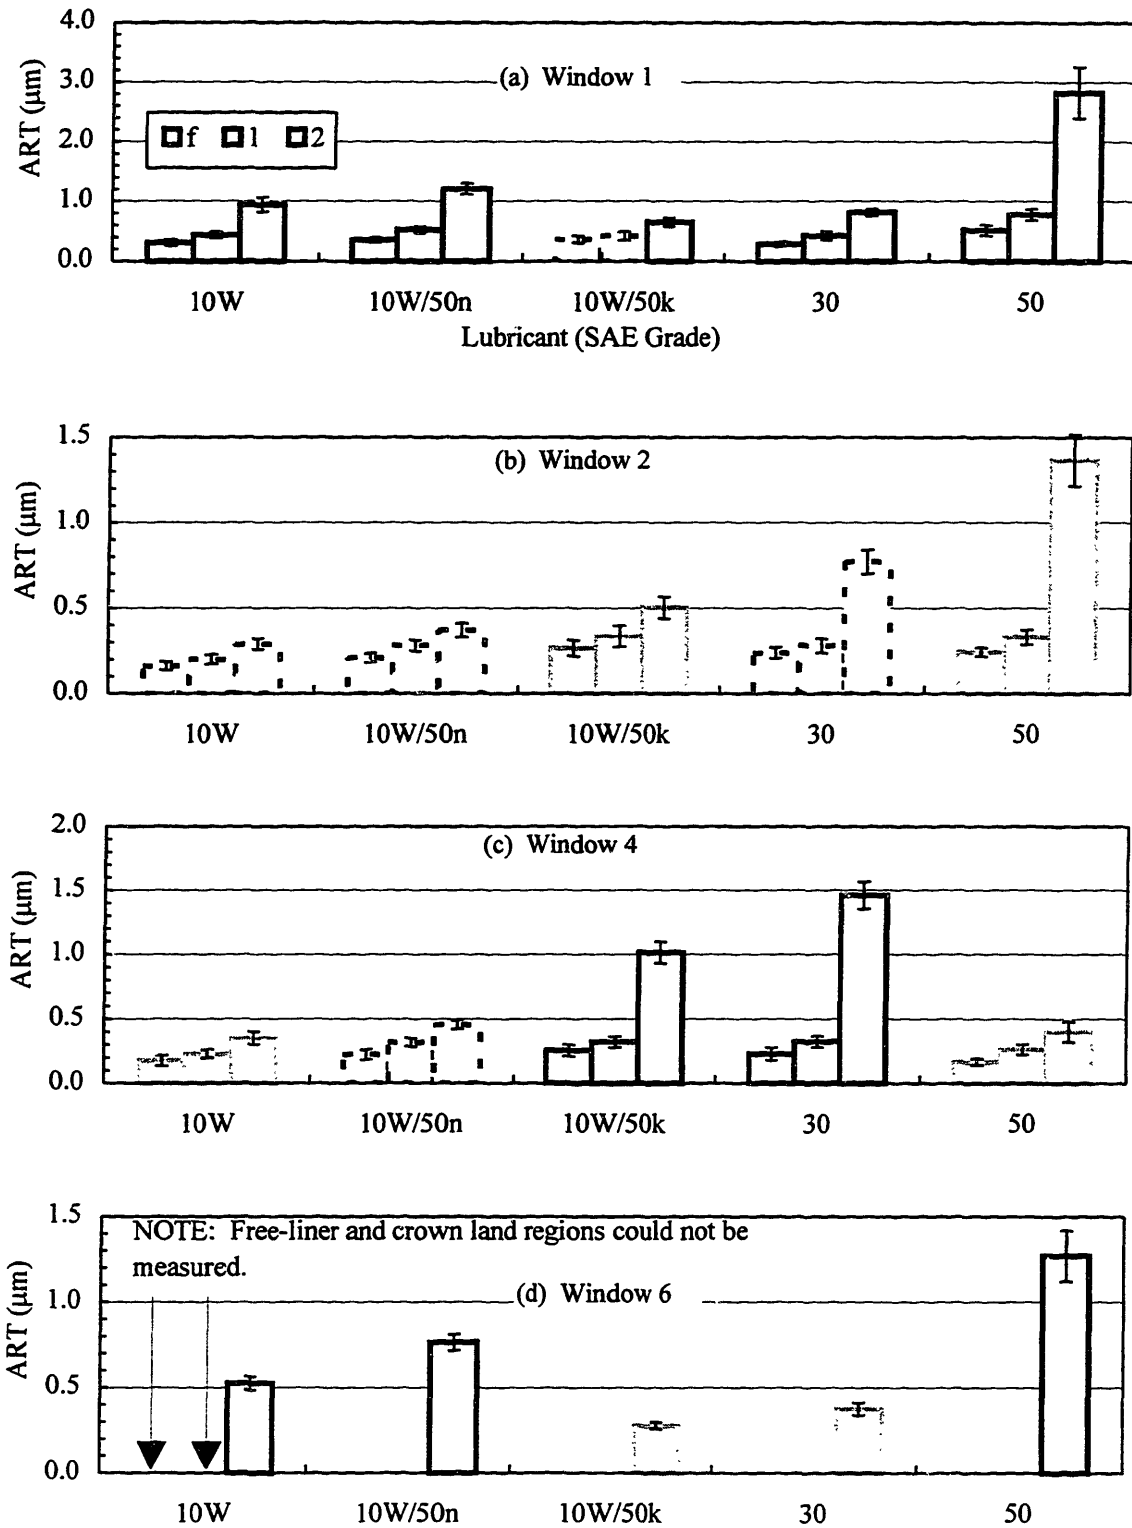 4.0
(a) Window 1
3.0
ART (µm)
f 1 2
2.0
1.0
0.0
10W 10W/50n 10W/50k 30 50
Lubricant (SAE Grade)
1.5
(b) Window 2
ART (µm)
1.0
0.5
0.0
10W 10W/50n 10W/50k 30 50
2.0
(c) Window 4
1.5
ART (µm)
1.0
0.5
0.0
10W 10W/50n 10W/50k 30 50
1.5
NOTE: Free-liner and crown land regions could not be
measured.
(d) Window 6
ART (µm)
1.0
0.5
0.0
10W 10W/50n 10W/50k 30 50